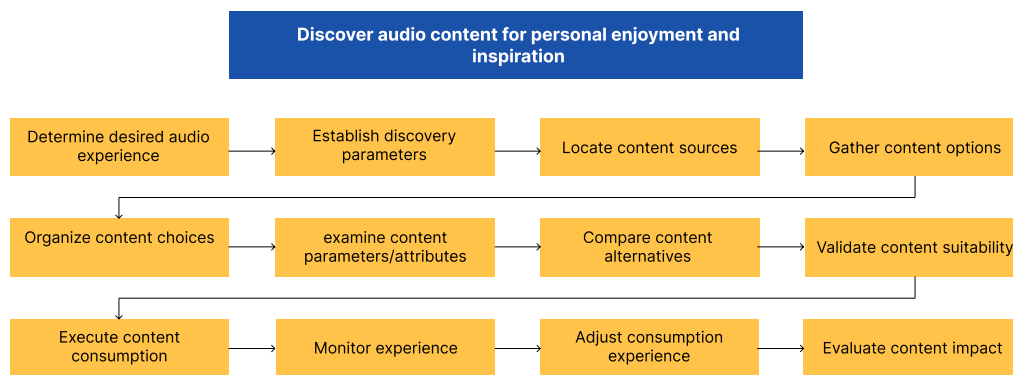 Discover audio content for personal enjoyment and
inspiration
Determine desired audio
experience
Establish discovery
parameters
Locate content sources
Gather content options
Organize content choices
examine content
parameters/attributes
Compare content
alternatives
Validate content suitability
Execute content
consumption
Monitor experience
Adjust consumption
experience
Evaluate content impact